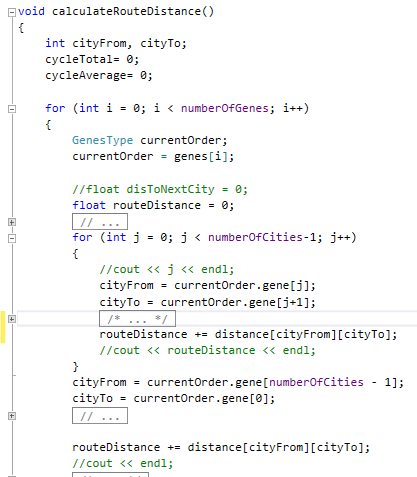 void calculateRouteDistance()
{
int cityFrom, cityTo;
cycleTotal= 0;
cycleAverage= 0;
for (int i = 0; i < numberOfGenes; i++)
{
GenesType currentOrder;
currentOrder = genes[i];
//float disToNextCity = 0;
float routeDistance = 0;
// ...
for (int j = 0; j < numberOfCities-1; j++)
{
//cout << j << endl;
cityFrom = currentOrder.gene[j];
cityTo = currentOrder.gene[j+1];
/* ... */
routeDistance += distance[cityFrom][cityTo];
//cout << routeDistance << endl;
}
cityFrom = currentOrder.gene[numberOfCities - 1];
cityTo = currentOrder.gene[0];
// ...
routeDistance += distance[cityFrom][cityTo];
//cout << endl;